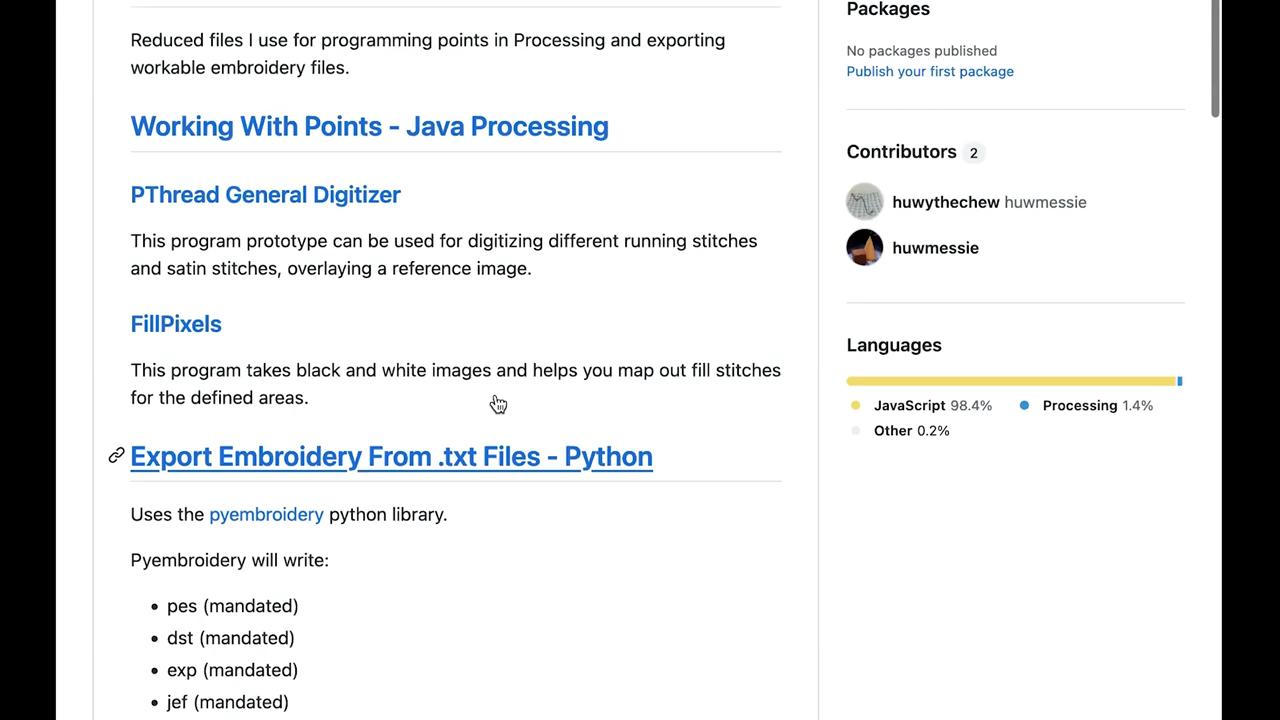 Reduced files I use for programming points in Processing and exporting
workable embroidery files.
Working With Points - Java Processing
PThread General Digitizer
This program prototype can be used for digitizing different running stitches
and satin stitches, overlaying a reference image.
FillPixels
This program takes black and white images and helps you map out fill stitches
for the defined areas.
Export Embroidery From .txt Files - Python
Uses the pyembroidery python library.
Pyembroidery will write:
pes (mandated)
dst (mandated)
exp (mandated)
jef (mandated)
Packages
No packages published
Publish your first package
Contributors 2
huwythechew huwmessie
huwmessie
Languages
JavaScript 98.4% Processing 1.4%
Other 0.2%